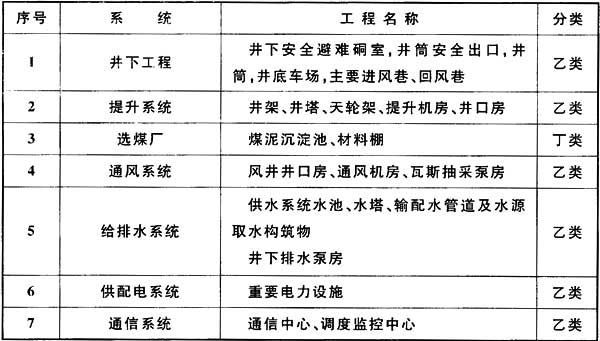 序号 系 统 工 程 名 称 分类
1 井下工程 井下安全避难硐室,井筒安全出口,井
筒,井底车场,主要进风巷、回风巷 乙类
2 提升系统 井架、井塔、天轮架、提升机房、井口房 乙类
3 选煤厂 煤泥沉淀池、材料棚 丁类
4 通风系统 风井井口房、通风机房、瓦斯抽采泵房 乙类
5 给排水系统 供水系统水池、水塔、输配水管道及水源
取水构筑物
井下排水泵房 乙类
6 供配电系统 重要电力设施 乙类
7 通信系统 通信中心、调度监控中心 乙类